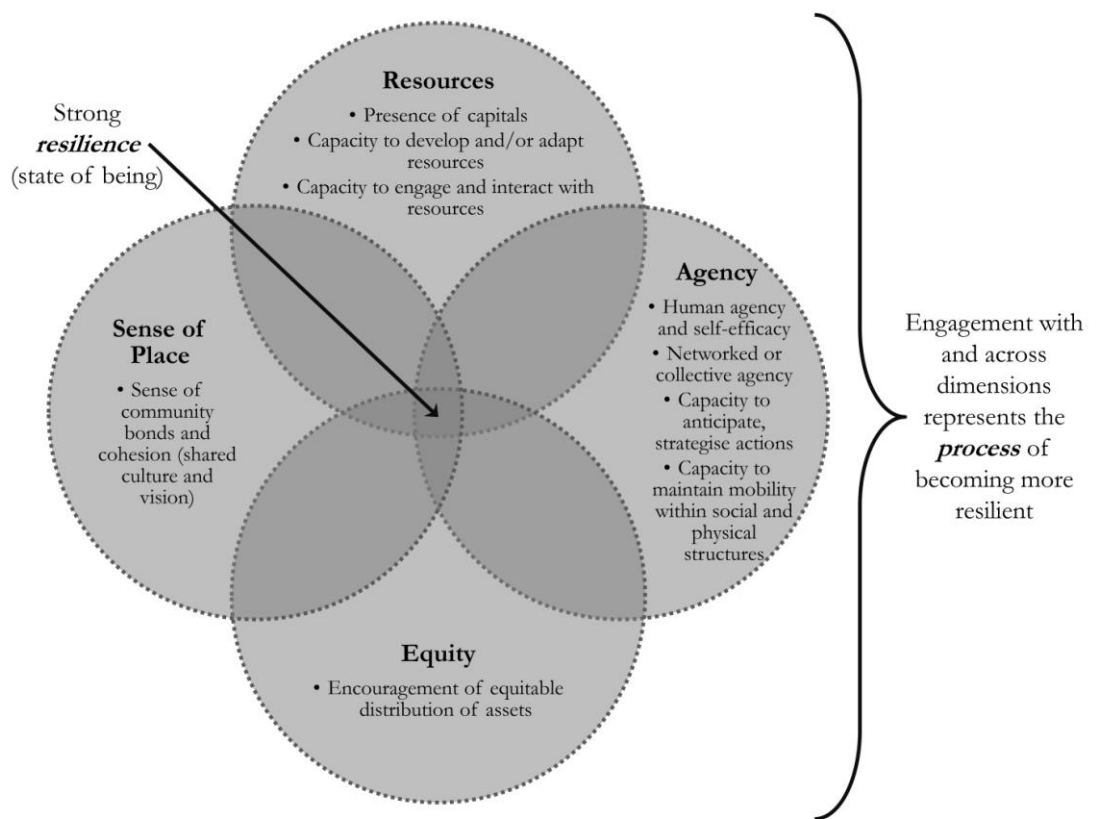 Strong
resilience
(state of being)
Resources
• Presence of capitals
• Capacity to develop and/or adapt
resources
• Capacity to engage and interact with
resources
Sense of
Place
• Sense of
community
bonds and
cohesion (shared
culture and
vision)
Agency
• Human agency
and self-efficacy
• Networked or
collective agency
• Capacity to
anticipate,
strategise actions
• Capacity to
maintain mobility
within social and
physical
structures.
Equity
• Encouragement of equitable
distribution of assets
Engagement with
and across
dimensions
represents the
process of
becoming more
resilient